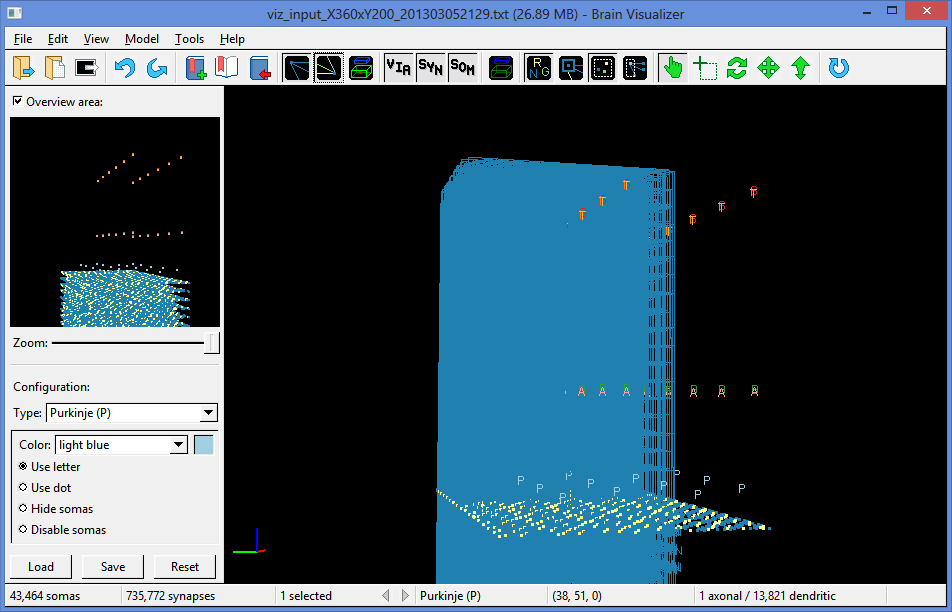 viz_input_X360xY200_201303052129.txt (26.89 MB) - Brain Visualizer
File Edit View Model Tools Help
VIA SYN SOM R G N
Overview area:
Zoom:
Configuration:
Type: Purkinje (P)
Color: light blue
Use letter
Use dot
Hide somas
Disable somas
Load Save Reset
T T T T
A A A A A A
P P P P P P P P P P P
N
N
43,464 somas 735,772 synapses 1 selected Purkinje (P) (38, 51, 0) 1 axonal / 13,821 dendritic